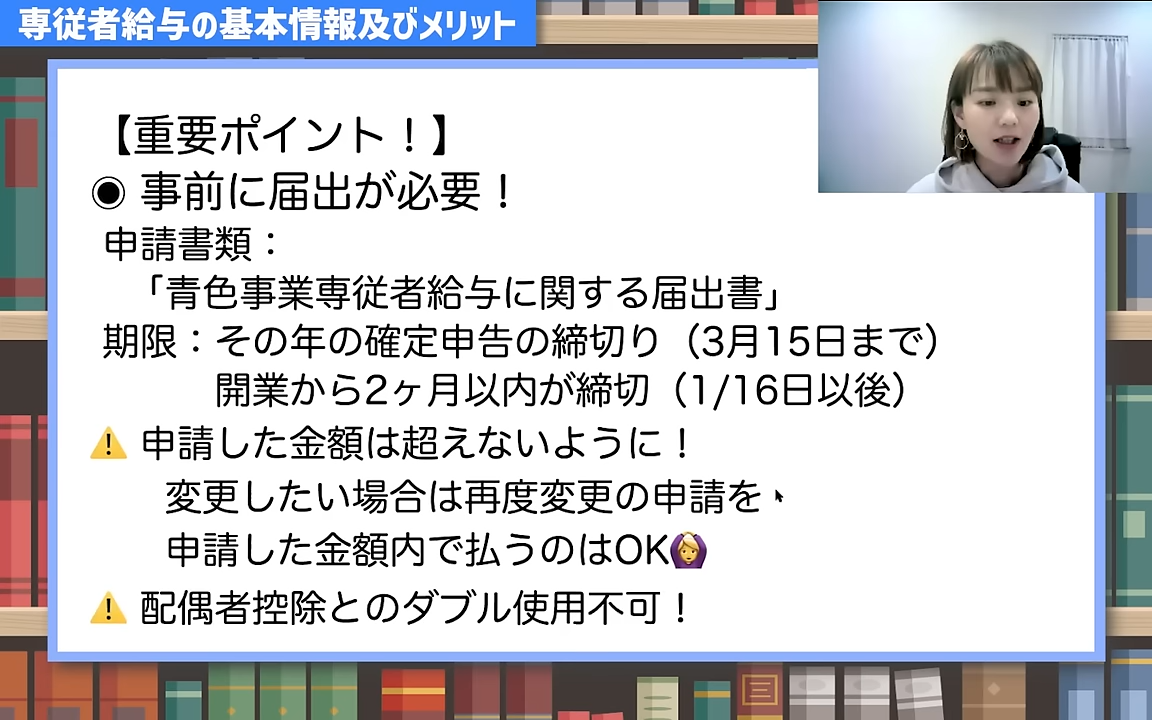 専従者給与の基本情報及びメリット
【重要ポイント！】
◉ 事前に届出が必要！
申請書類：
「青色事業専従者給与に関する届出書」
期限：その年の確定申告の締切り（3月15日まで）
開業から2ヶ月以内が締切（1/16日以後）
⚠️ 申請した金額は超えないように！
変更したい場合は再度変更の申請を
申請した金額内で払うのはOK🙆‍♀️
⚠️ 配偶者控除とのダブル使用不可！